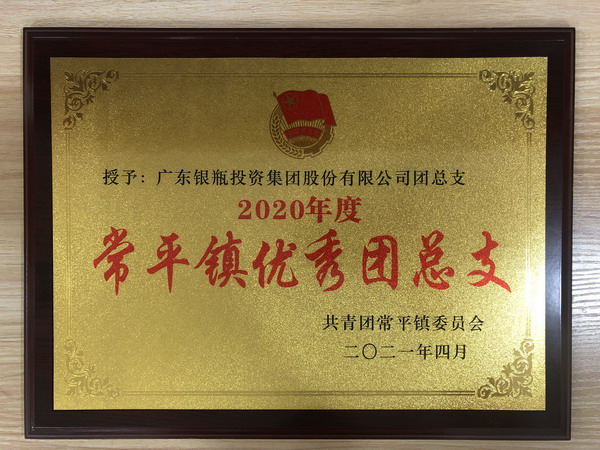 授予：广东银瓶投资集团股份有限公司团总支
2020年度
常平镇优秀团总支
共青团常平镇委员会
二〇二一年四月